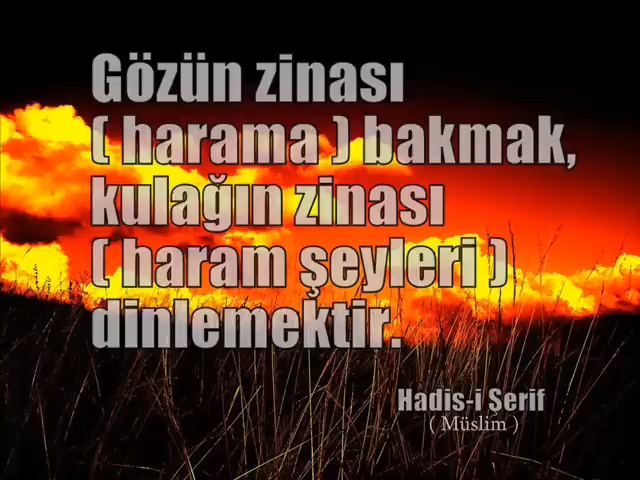 Gözün zinası
( harama ) bakmak,
kulağın zinası
( haram şeyleri )
dinlemektir.
Hadis-i Şerif
( Müslim )